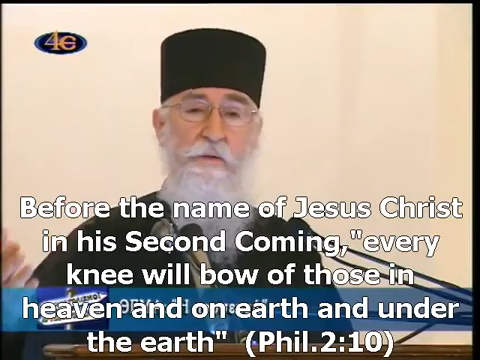 4E
Before the name of Jesus Christ
in his Second Coming,"every
knee will bow of those in
heaven and on earth and under
the earth" (Phil.2:10)